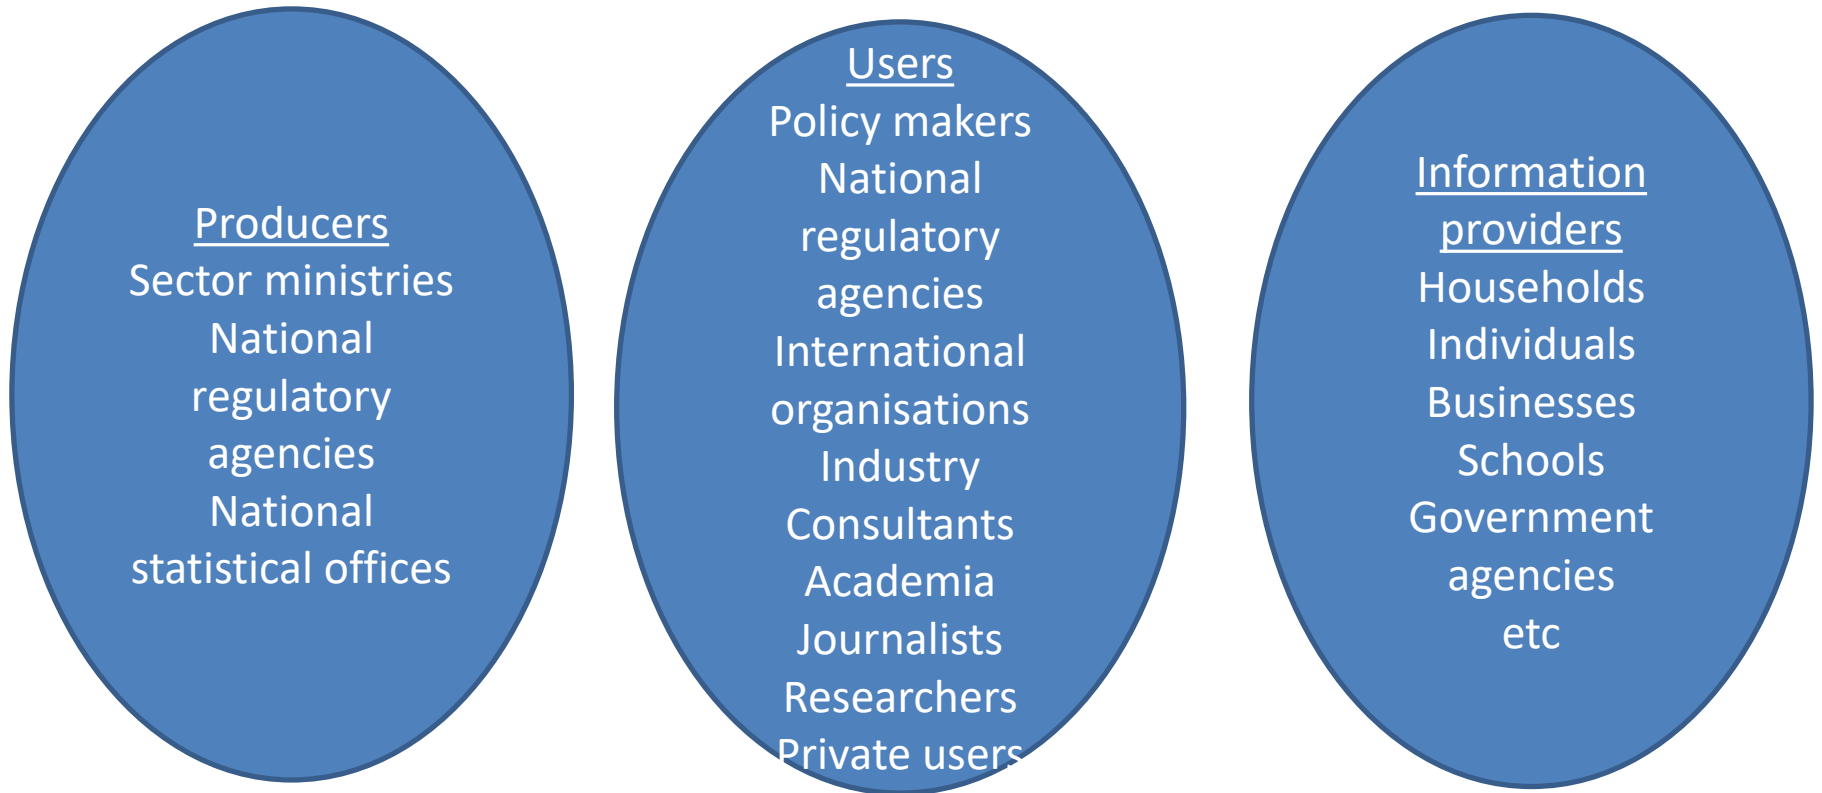 Producers
Sector ministries
National
regulatory
agencies
National
statistical offices
Users
Policy makers
National
regulatory
agencies
International
organisations
Industry
Consultants
Academia
Journalists
Researchers
Private users
Information
providers
Households
Individuals
Businesses
Schools
Government
agencies
etc